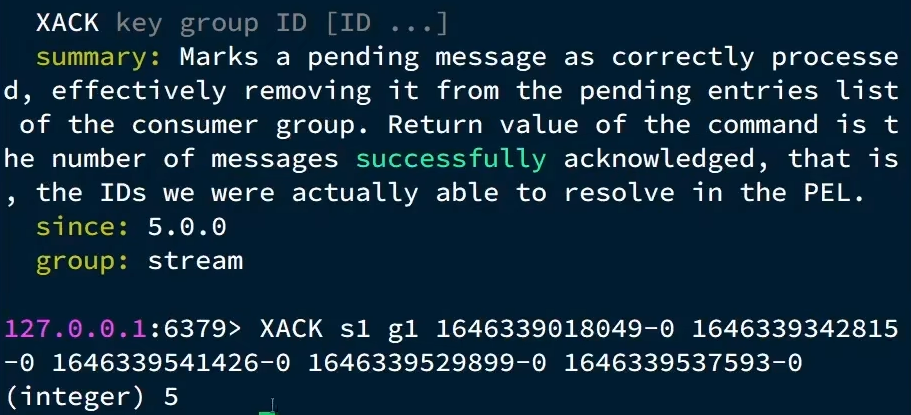 XACK key group ID [ID ...]
summary: Marks a pending message as correctly processe
d, effectively removing it from the pending entries list
of the consumer group. Return value of the command is t
he number of messages successfully acknowledged, that is
, the IDs we were actually able to resolve in the PEL.
since: 5.0.0
group: stream
127.0.0.1:6379> XACK s1 g1 1646339018049-0 1646339342815
-0 1646339541426-0 1646339529899-0 1646339537593-0
(integer) 5